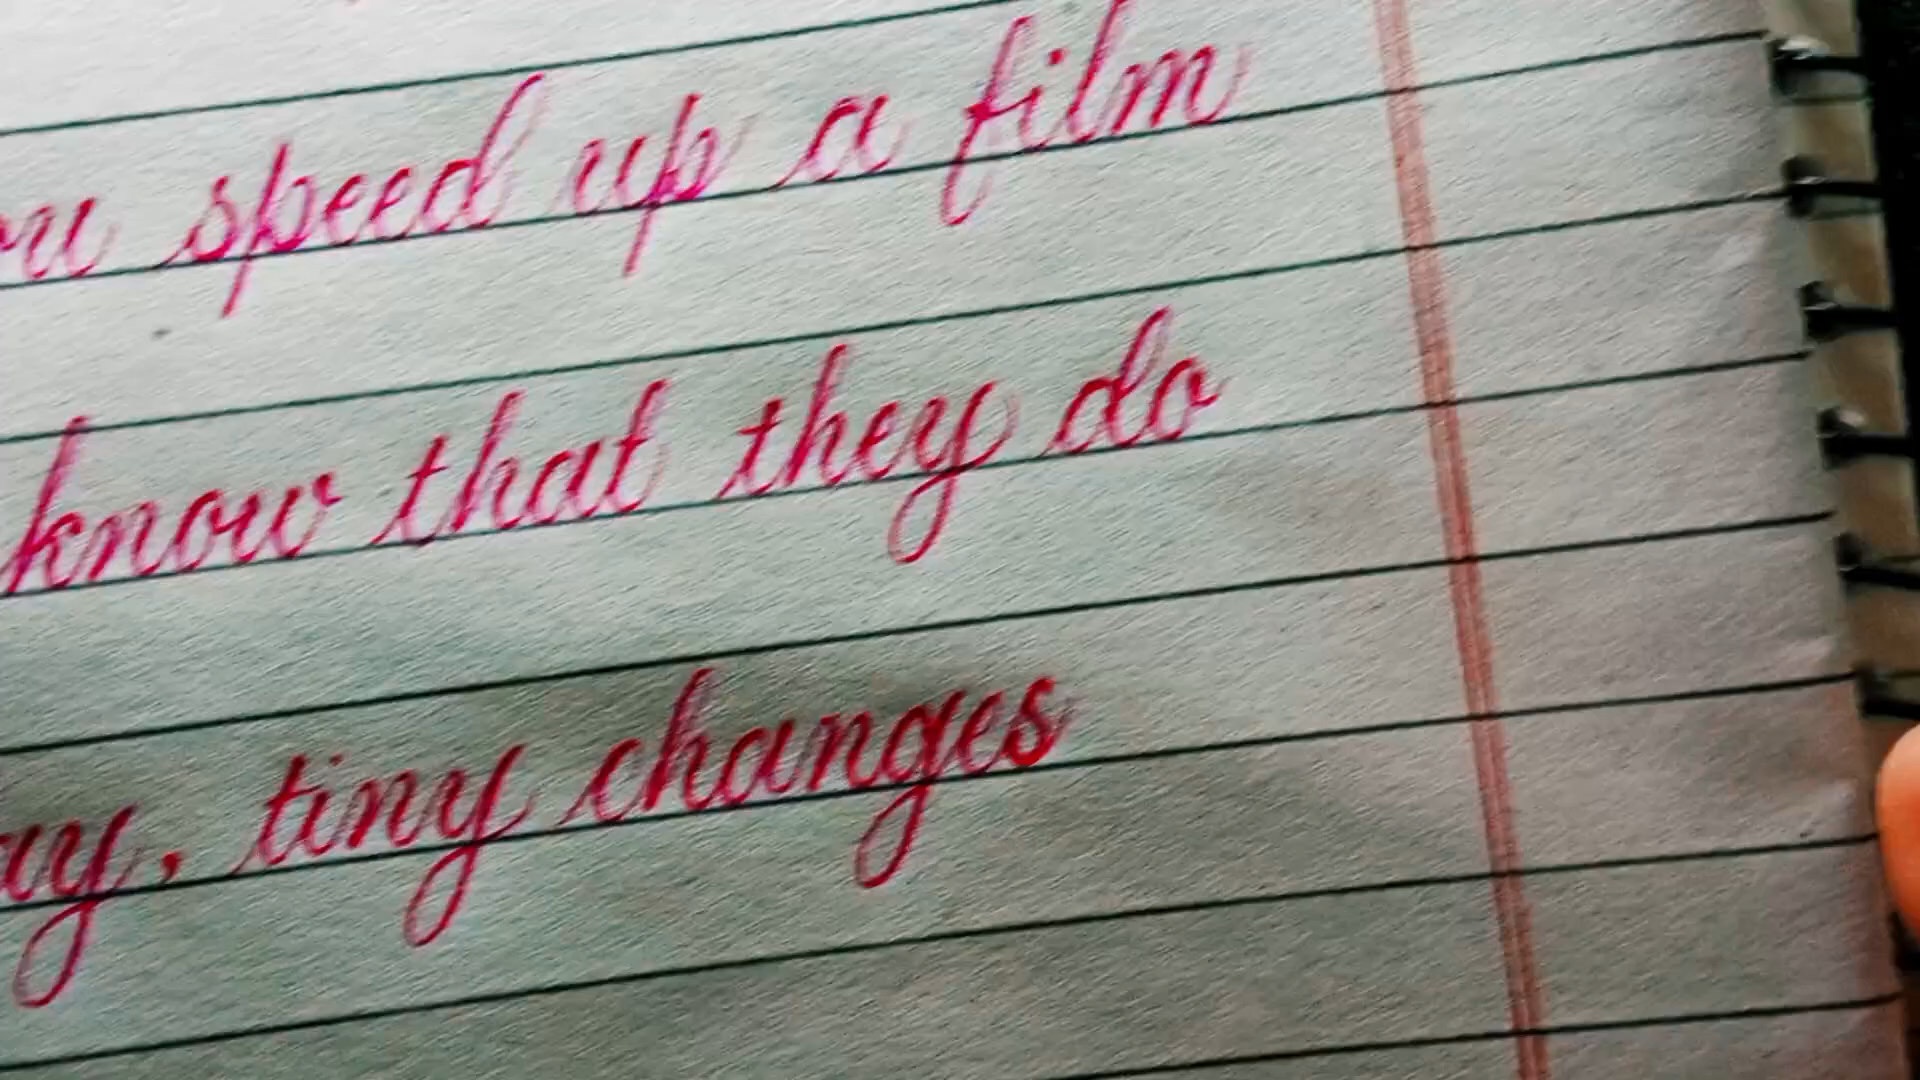 speed up a film
know that they do
tiny changes